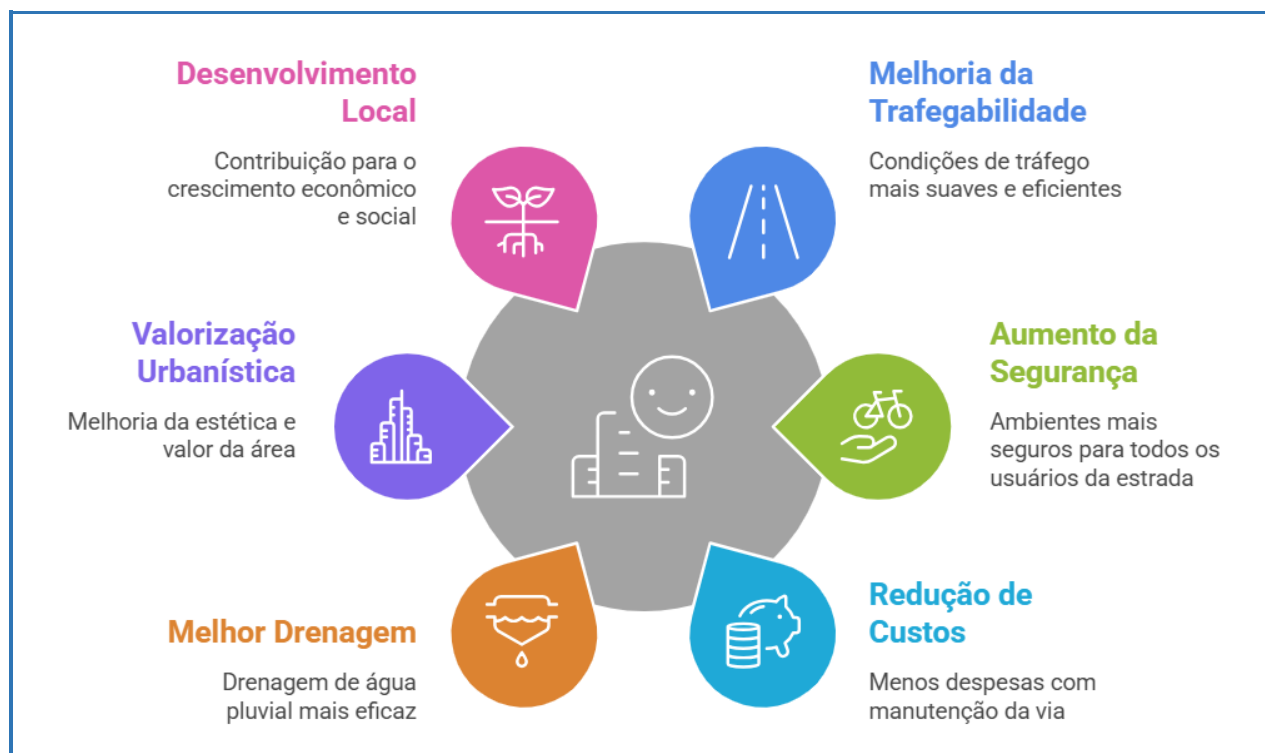 Desenvolvimento
Local
Contribuição para o
crescimento econômico
e social
Melhoria da
Trafegabilidade
Condições de tráfego
mais suaves e eficientes
Valorização
Urbanística
Melhoria da estética e
valor da área
Aumento da
Segurança
Ambientes mais
seguros para todos os
usuários da estrada
Melhor Drenagem
Drenagem de água
pluvial mais eficaz
Redução de
Custos
Menos despesas com
manutenção da via